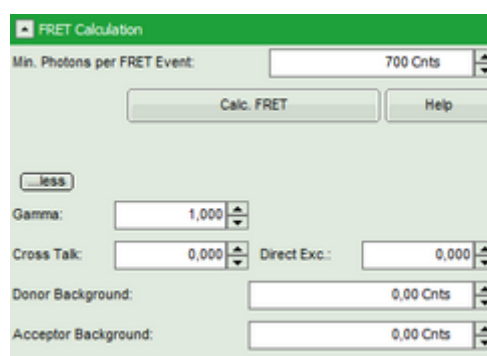 FRET Calculation
Min. Photons per FRET Event: 700 Cnts
Calc. FRET Help
...less
Gamma: 1,000
Cross Talk: 0,000 Direct Exc.: 0,000
Donor Background: 0,00 Cnts
Acceptor Background: 0,00 Cnts